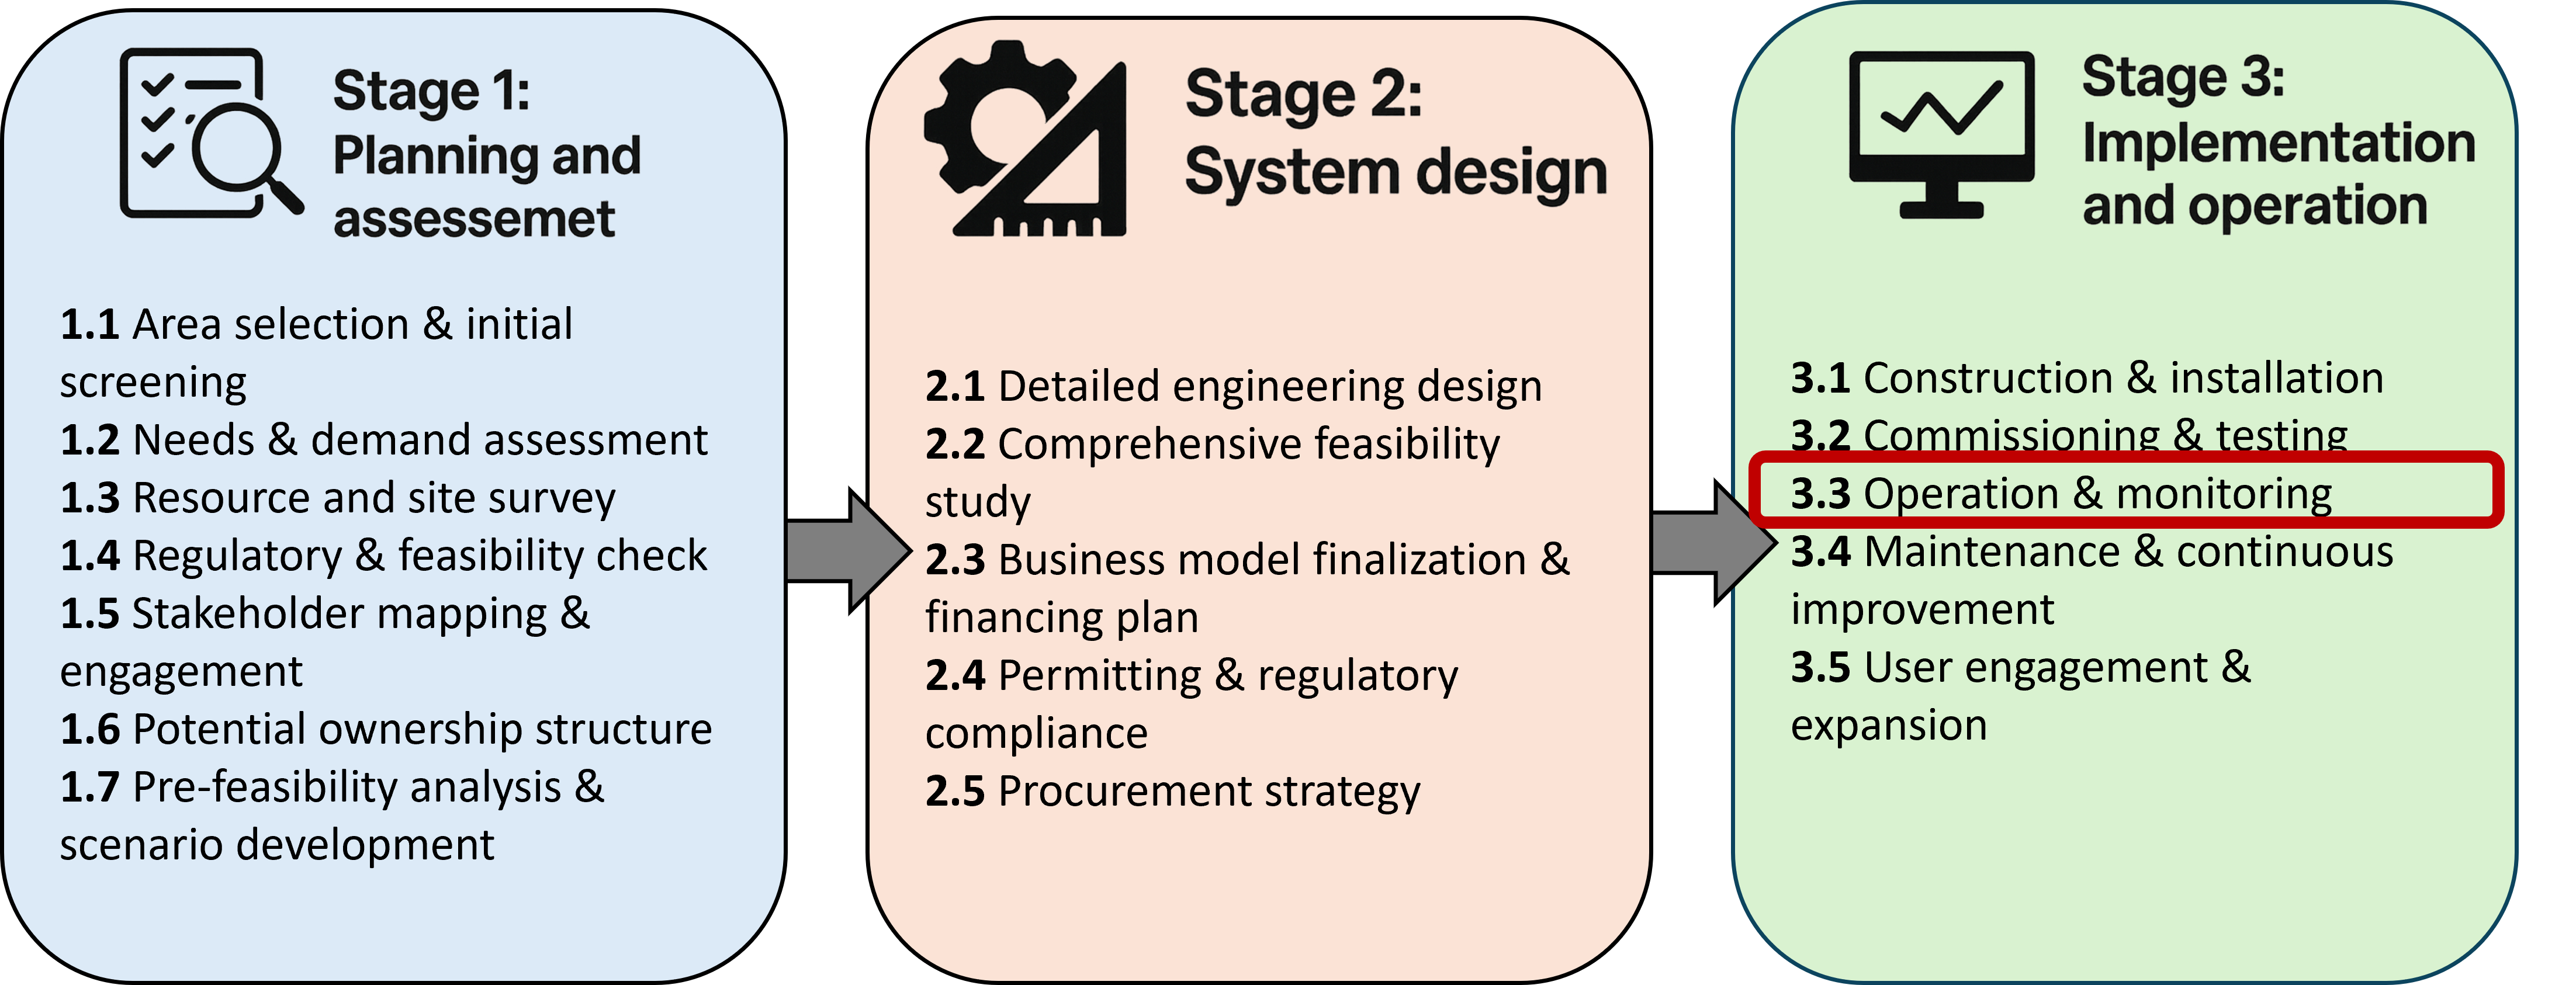 Stage 1:
Planning and
assessemet
1.1 Area selection & initial
screening
1.2 Needs & demand assessment
1.3 Resource and site survey
1.4 Regulatory & feasibility check
1.5 Stakeholder mapping &
engagement
1.6 Potential ownership structure
1.7 Pre-feasibility analysis &
scenario development
Stage 2:
System design
2.1 Detailed engineering design
2.2 Comprehensive feasibility
study
2.3 Business model finalization &
financing plan
2.4 Permitting & regulatory
compliance
2.5 Procurement strategy
Stage 3:
Implementation
and operation
3.1 Construction & installation
3.2 Commissioning & testing
3.3 Operation & monitoring
3.4 Maintenance & continuous
improvement
3.5 User engagement &
expansion